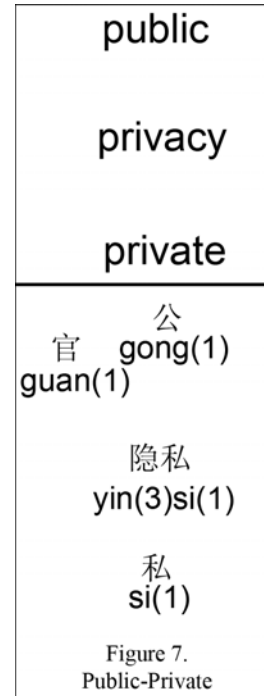 public
privacy
private
公
官 gong(1)
guan(1)
隐私
yin(3)si(1)
私
si(1)
Figure 7.
Public-Private